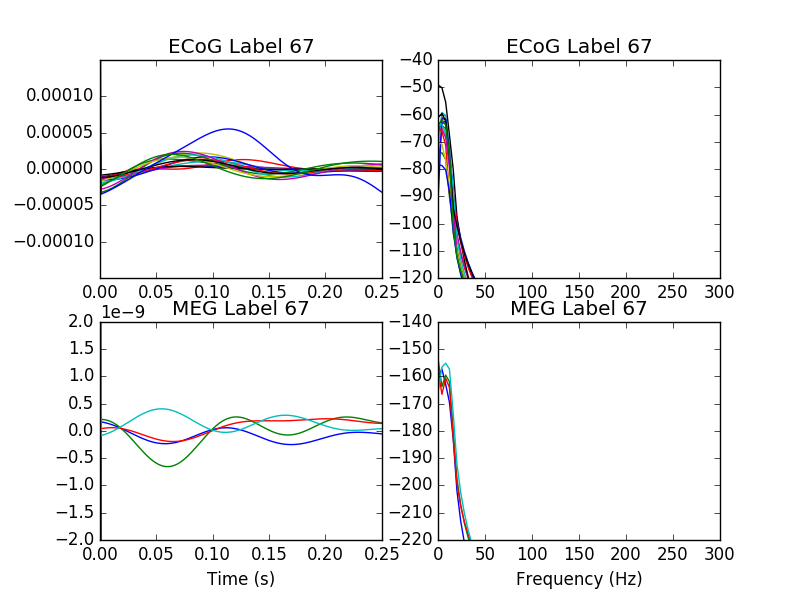 ECoG Label 67
ECoG Label 67
0.00010
0.00005
0.00000
−0.00005
−0.00010
0.00 0.05 0.10 0.15 0.20 0.25
−40
−50
−60
−70
−80
−90
−100
−110
−120
0 50 100 150 200 250 300
MEG Label 67
MEG Label 67
1e−9
2.0
1.5
1.0
0.5
0.0
−0.5
−1.0
−1.5
−2.0
0.00 0.05 0.10 0.15 0.20 0.25
Time (s)
−140
−150
−160
−170
−180
−190
−200
−210
−220
0 50 100 150 200 250 300
Frequency (Hz)